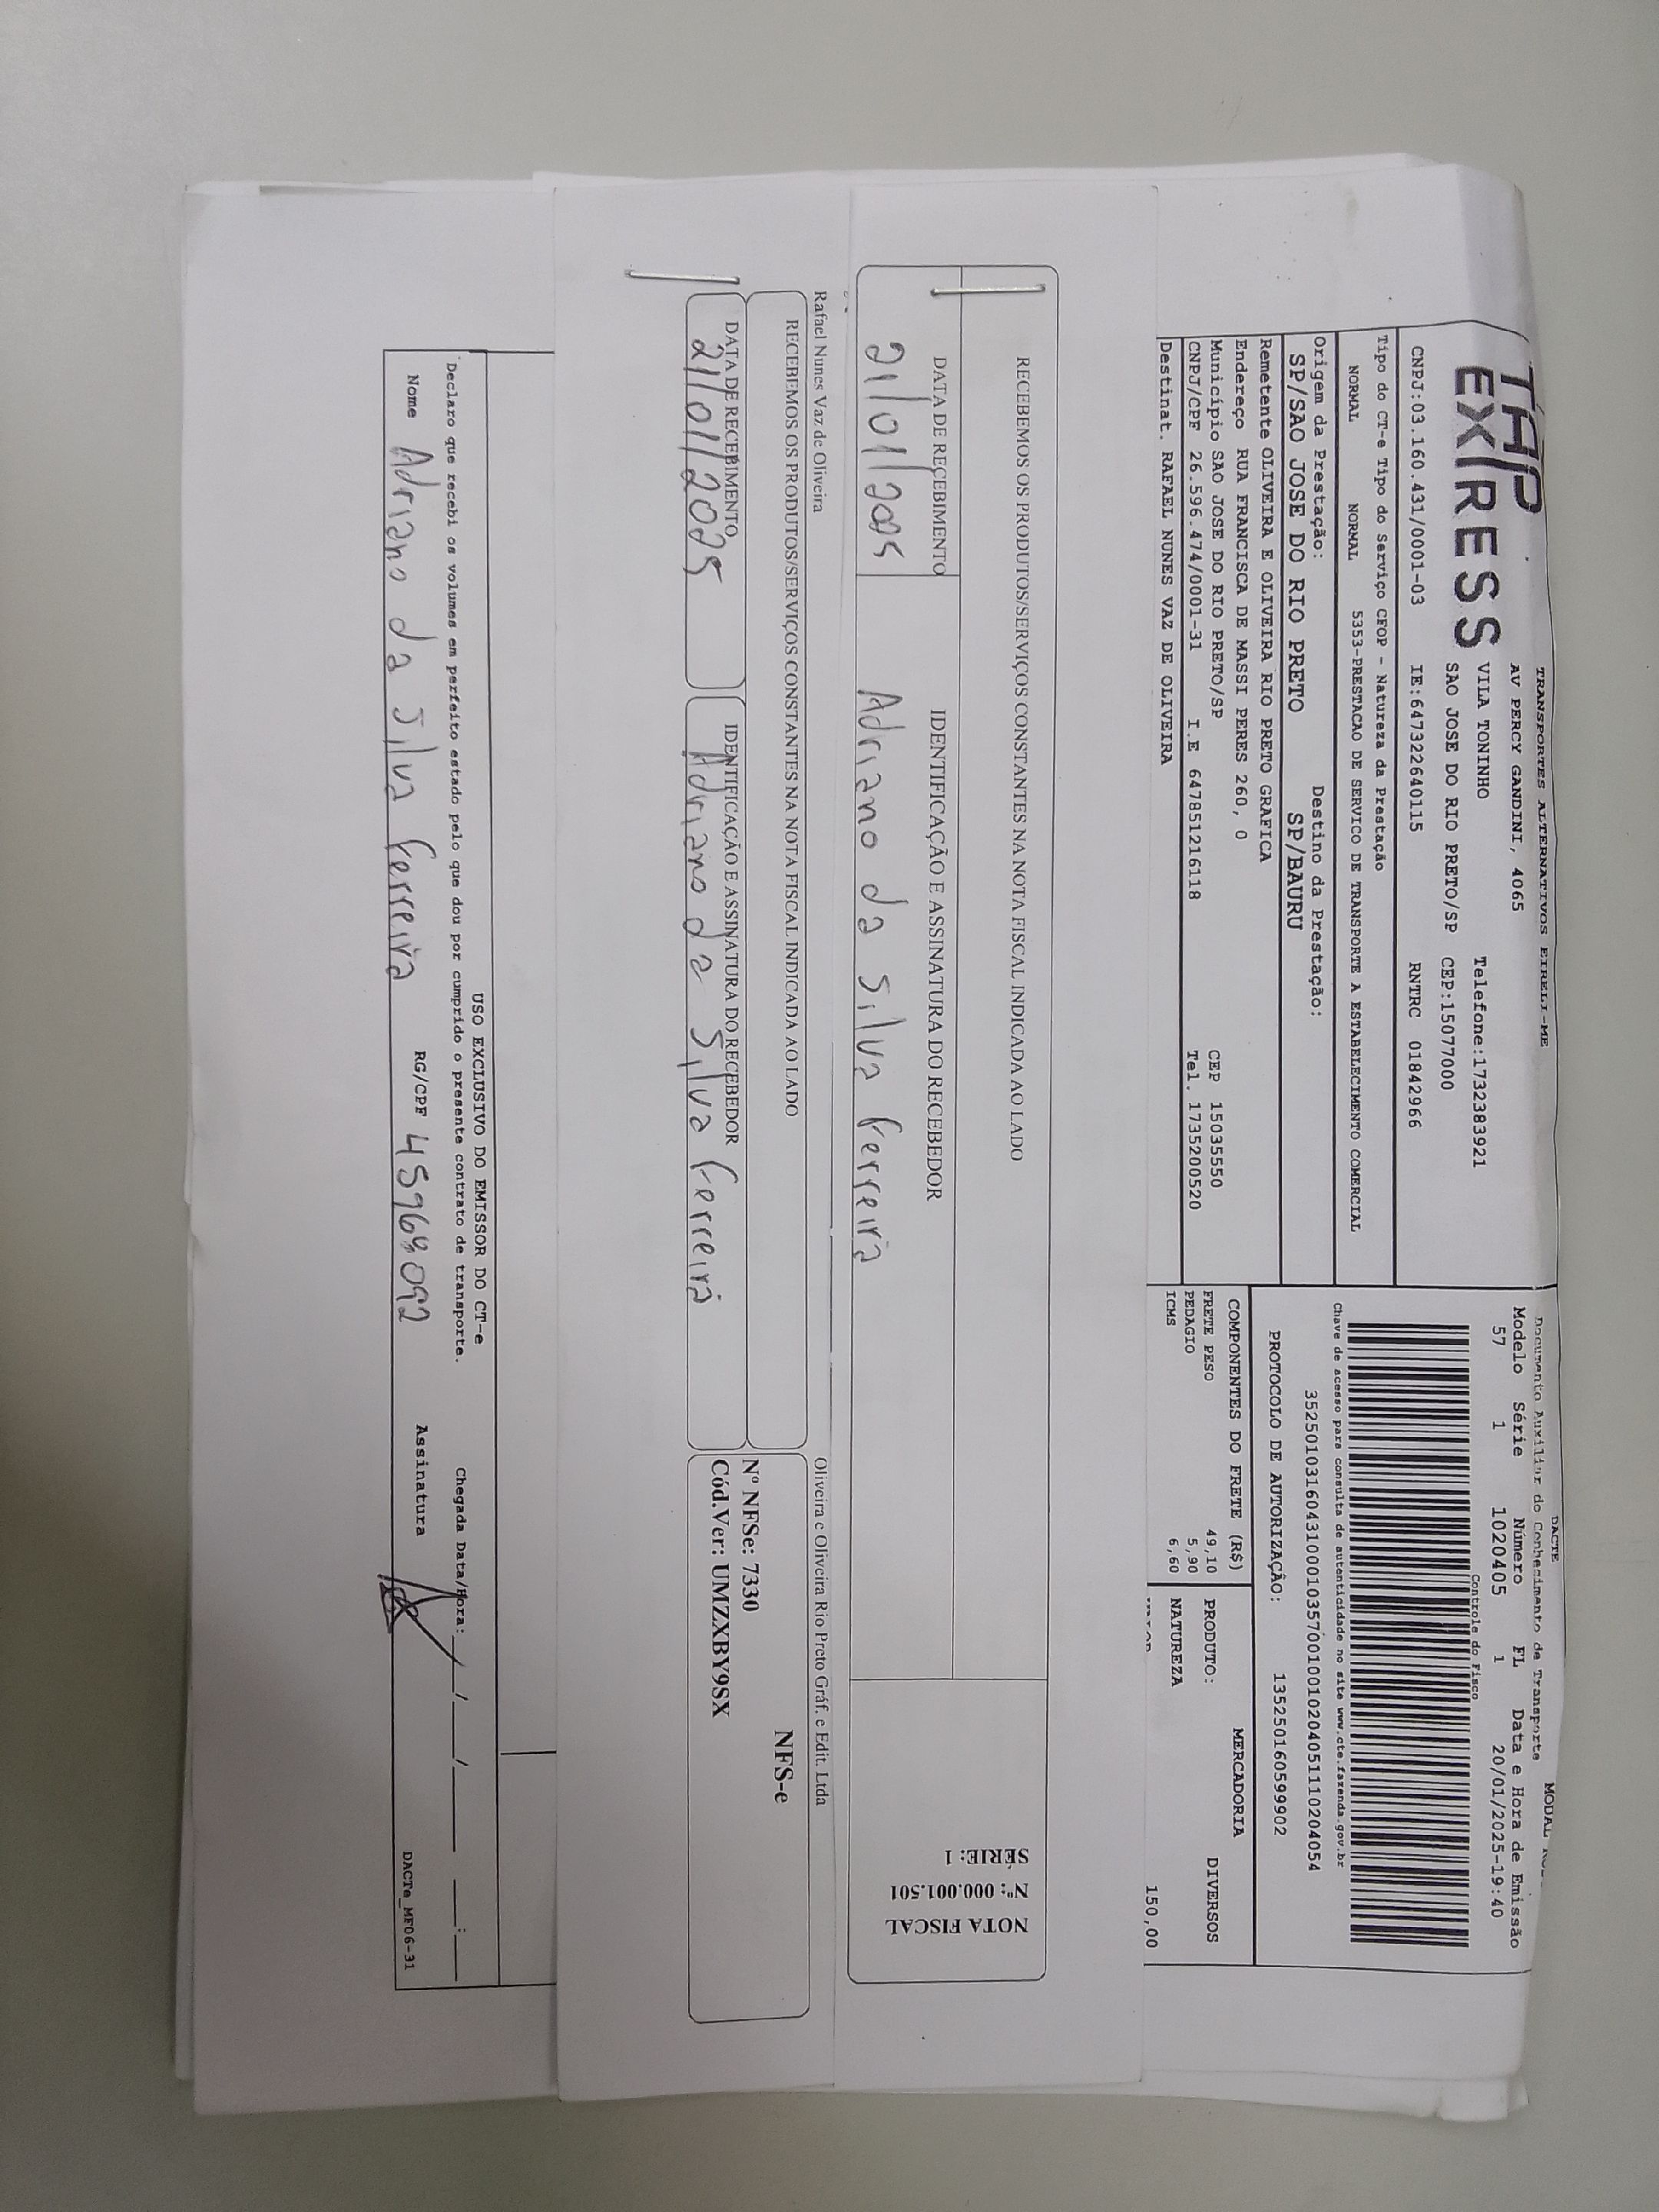 TAP
EXPRESS
TRANSPORTES ALTERNATIVOS EIRELI-ME
AV PERCY GANDINI, 4065
VILA TONINHO Telefone:1732383921
SAO JOSE DO RIO PRETO/SP CEP:15077000
CNPJ:03.160.431/0001-03 IE:647322640115 RNTRC 01842966
Tipo do CT-e Tipo do Serviço CFOP - Natureza da Prestação
NORMAL NORMAL 5353-PRESTACAO DE SERVICO DE TRANSPORTE A ESTABELECIMENTO COMERCIAL
Origem da Prestação: Destino da Prestação:
SP/SAO JOSE DO RIO PRETO SP/BAURU
Remetente OLIVEIRA E OLIVEIRA RIO PRETO GRAFICA
Endereço RUA FRANCISCA DE MASSI PERES 260, 0
Município SAO JOSE DO RIO PRETO/SP CEP 15035550
CNPJ/CPF 26.596.474/0001-31 I.E 647851216118 Tel. 173520052​0
Destinat. RAFAEL NUNES VAZ DE OLIVEIRA
DACTE
Documento Auxiliar do Conhecimento de Transporte MODAL
Modelo Série Número FL Data e Hora de Emissão
57 1 1020405 1 20/01/2025-19:40
Controle do Fisco
Chave de acesso para consulta de autenticidade no site www.cte.fazenda.gov.br
35250103160431000103570010010204051110204054
PROTOCOLO DE AUTORIZAÇÃO: 135250160599902
COMPONENTES DO FRETE (R$) MERCADORIA
FRETE PESO 49,10 PRODUTO: DIVERSOS
PEDAGIO 5,90
ICMS 6,60 NATUREZA
150,00
RECEBEMOS OS PRODUTOS/SERVIÇOS CONSTANTES NA NOTA FISCAL INDICADA AO LADO
DATA DE RECEBIMENTO IDENTIFICAÇÃO E ASSINATURA DO RECEBEDOR
21/01/2025 Adriano da Silva Ferreira
NOTA FISCAL
Nº: 000.001.501
SÉRIE: 1
Rafael Nunes Vaz de Oliveira Oliveira e Oliveira Rio Preto Gráf. e Edit. Ltda
RECEBEMOS OS PRODUTOS/SERVIÇOS CONSTANTES NA NOTA FISCAL INDICADA AO LADO
NFS-e
DATA DE RECEBIMENTO IDENTIFICAÇÃO E ASSINATURA DO RECEBEDOR
21/01/2025 Adriano da Silva Ferreira
Nº NFSe: 7330
Cód.Ver: UMZXBY9SX
USO EXCLUSIVO DO EMISSOR DO CT-e
Declaro que recebi os volumes em perfeito estado pelo que dou por cumprido o presente contrato de transporte. Chegada Data/Hora: __/__/____ __:__
Nome Adriano da Silva Ferreira RG/CPF 45968092 Assinatura
DACTe_MF06-31